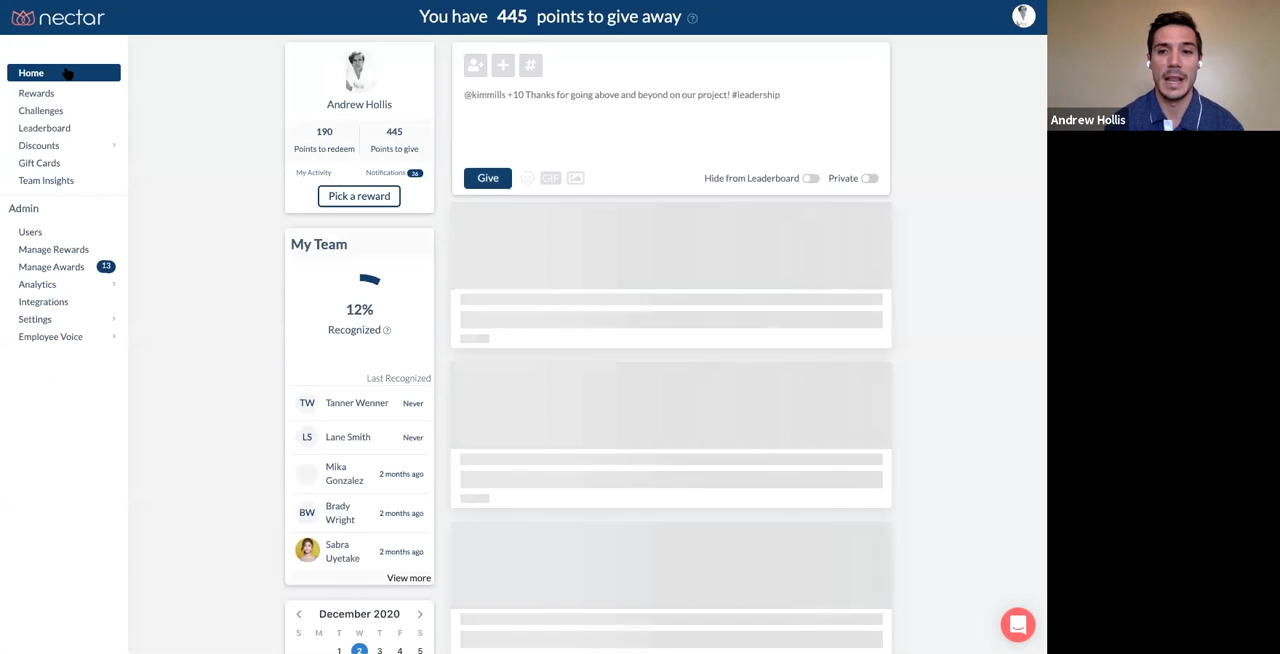 nectar
You have 445 points to give away
Home
Rewards
Challenges
Leaderboard
Discounts
Gift Cards
Team Insights
Admin
Users
Manage Rewards
Manage Awards 13
Analytics
Integrations
Settings
Employee Voice
Andrew Hollis
190 445
Points to redeem Points to give
My Activity Notifications 36
Pick a reward
My Team
12%
Recognized
Last Recognized
TW Tanner Wenner Never
LS Lane Smith Never
Mika
Gonzalez 2 months ago
BW Brady
Wright 2 months ago
Sabra
Uyetake 2 months ago
View more
December 2020
S M T W T F S
1 2 3 4 5
#
@kimmills +10 Thanks for going above and beyond on our project! #leadership
Give GIF Hide from Leaderboard Private
Andrew Hollis